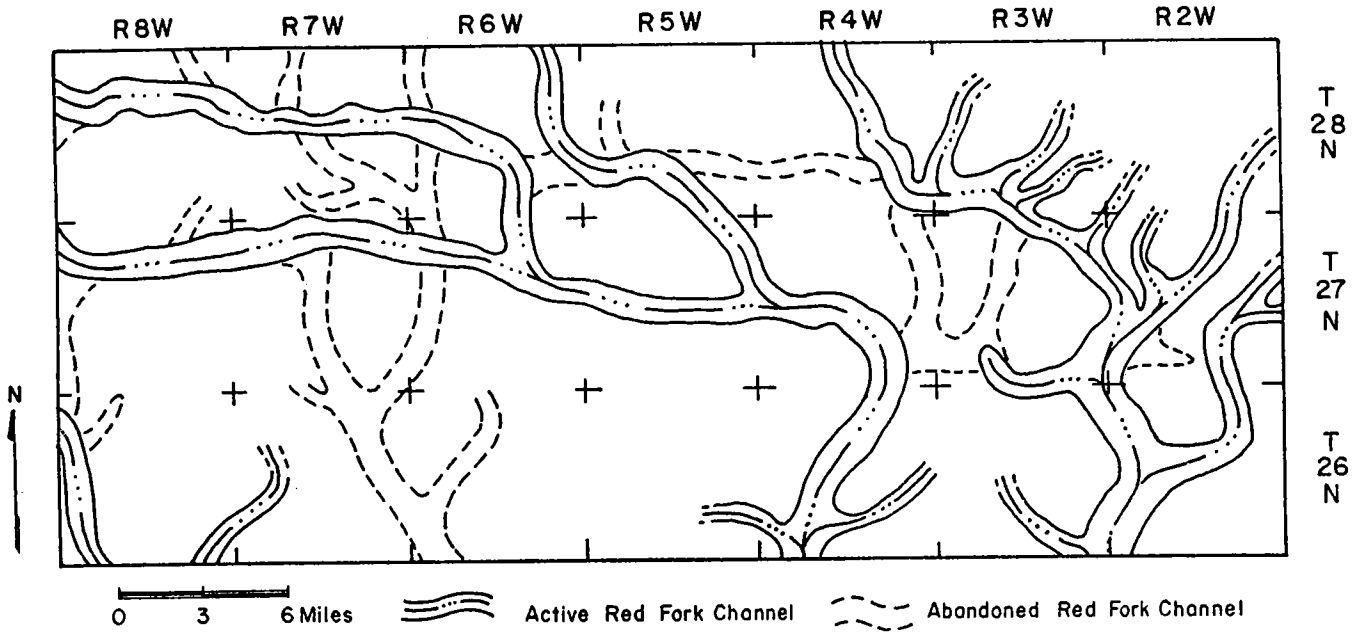 R8W R7W R6W R5W R4W R3W R2W
T
28
N
T
27
N
T
26
N
N
0 3 6 Miles
Active Red Fork Channel
Abandoned Red Fork Channel